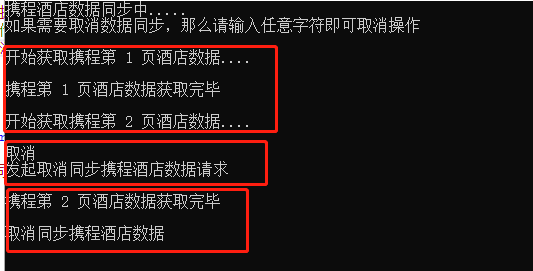 携程酒店数据同步中.....
如果需要取消数据同步，那么请输入任意字符即可取消操作
开始获取携程第 1 页酒店数据....
携程第 1 页酒店数据获取完毕
开始获取携程第 2 页酒店数据....
取消
发起取消同步携程酒店数据请求
携程第 2 页酒店数据获取完毕
取消同步携程酒店数据